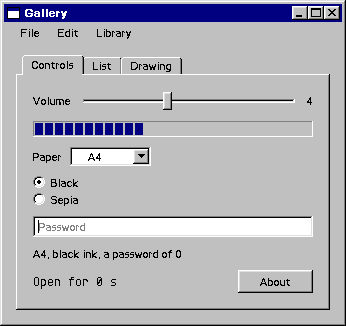 Gallery
File Edit Library
Controls List Drawing
Volume 4
Paper A4
Black
Sepia
Password
A4, black ink, a password of 0
Open for 0 s About